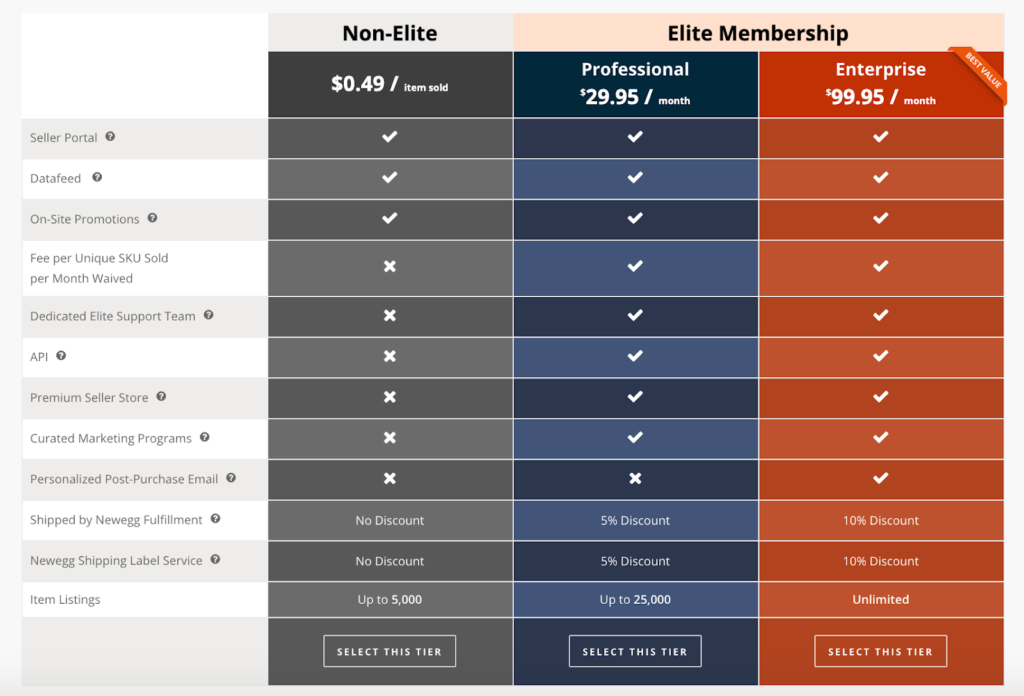 Non-Elite
Elite Membership
$0.49 / item sold
Professional
$29.95 / month
Enterprise
$99.95 / month
BEST VALUE
Seller Portal
Datafeed
On-Site Promotions
Fee per Unique SKU Sold
per Month Waived
Dedicated Elite Support Team
API
Premium Seller Store
Curated Marketing Programs
Personalized Post-Purchase Email
Shipped by Newegg Fulfillment No Discount 5% Discount 10% Discount
Newegg Shipping Label Service No Discount 5% Discount 10% Discount
Item Listings Up to 5,000 Up to 25,000 Unlimited
SELECT THIS TIER SELECT THIS TIER SELECT THIS TIER